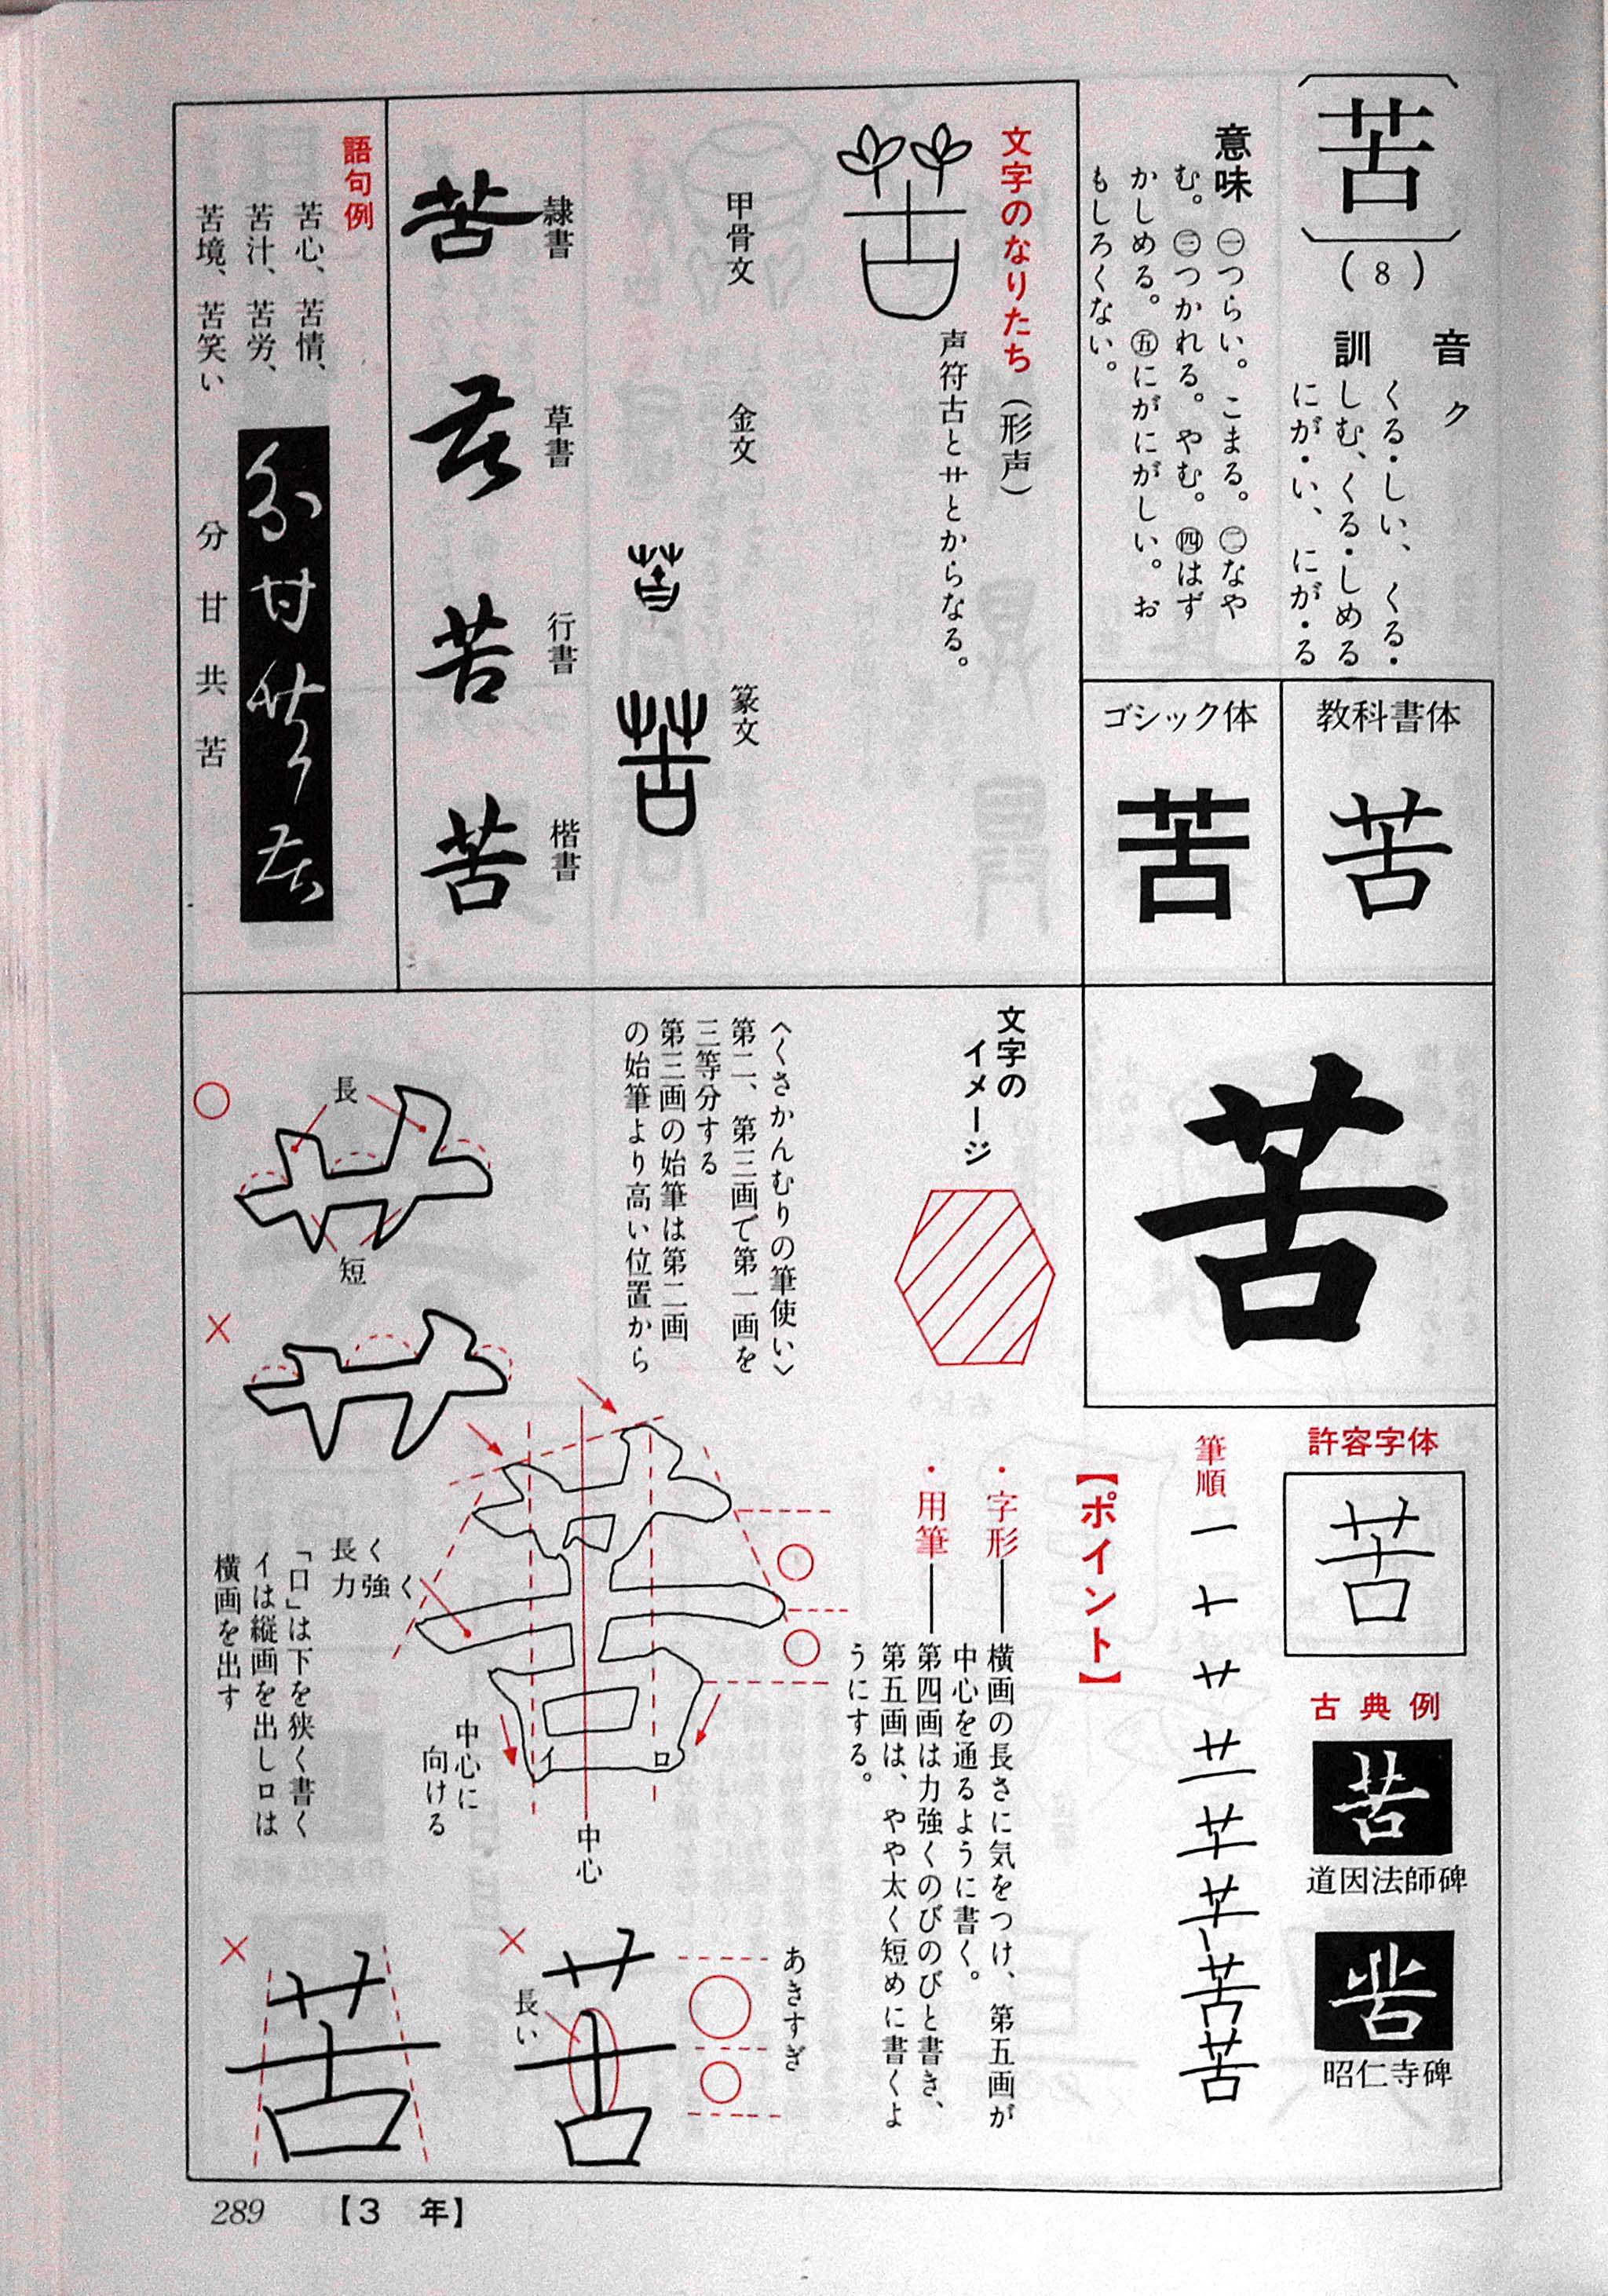 苦
(8)
音 ク
訓 くる・しい、くる・
しむ、くる・しめる
にが・い、にが・る
意味 ㊀つらい。こまる。㊁なや
む。㊂つかれる。やむ。㊃はず
かしめる。㊄にがにがしい。お
もしろくない。
教科書体
苦
ゴシック体
苦
文字のなりたち(形声)
声符古と艹とからなる。
甲骨文 金文 篆文
隷書 草書 行書 楷書
苦 苦 苦 苦
語句例
苦心、苦情、
苦汁、苦労、
苦境、苦笑い
分甘共苦
分甘共苦
苦
許容字体
苦
古典例
苦
道因法師碑
苦
昭仁寺碑
筆順
苦
【ポイント】
・字形――横画の長さに気をつけ、第五画が
中心を通るように書く。
・用筆――第四画は力強くのびのびと書き、
第五画は、やや太く短めに書くよ
うにする。
文字の
イメージ
〈くさかんむりの筆使い〉
第二、第三画で第一画を
三等分する
第三画の始筆は第二画
の始筆より高い位置から
○
長
短
×
長く
力強く
「口」は下を狭く書く
イは縦画を出しロは
横画を出す
イ
ロ
中心に
向ける
中心
○
○
あきすぎ
×
長い
×
289 【3 年】